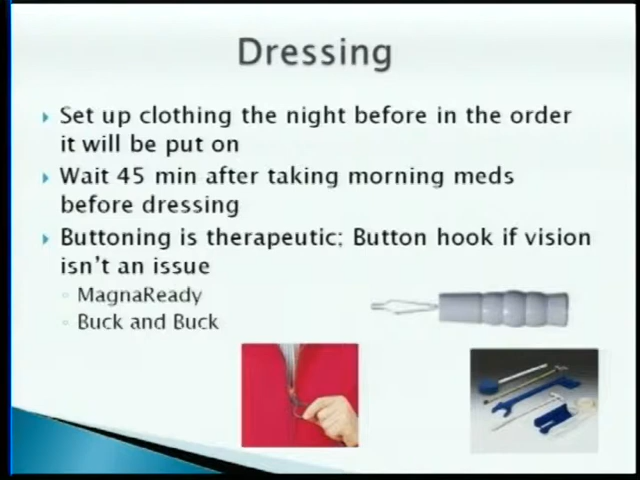 Dressing
Set up clothing the night before in the order
it will be put on
Wait 45 min after taking morning meds
before dressing
Buttoning is therapeutic; Button hook if vision
isn't an issue
MagnaReady
Buck and Buck